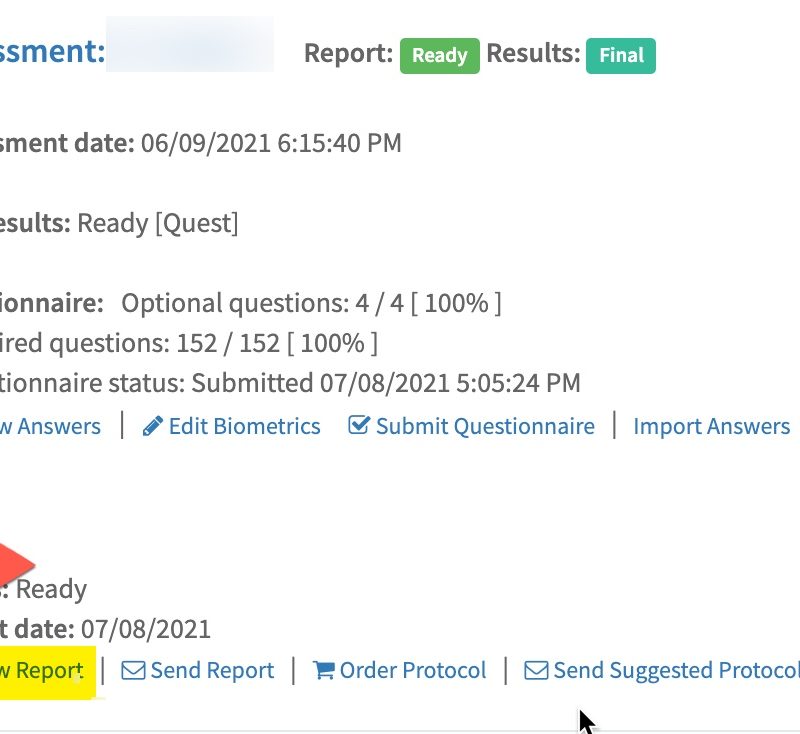 ssment: Report: Ready Results: Final
sment date: 06/09/2021 6:15:40 PM
esults: Ready [Quest]
ionnaire: Optional questions: 4 / 4 [ 100% ]
ired questions: 152 / 152 [ 100% ]
tionnaire status: Submitted 07/08/2021 5:05:24 PM
w Answers | Edit Biometrics Submit Questionnaire | Import Answers
s: Ready
t date: 07/08/2021
w Report | Send Report | Order Protocol | Send Suggested Protocol